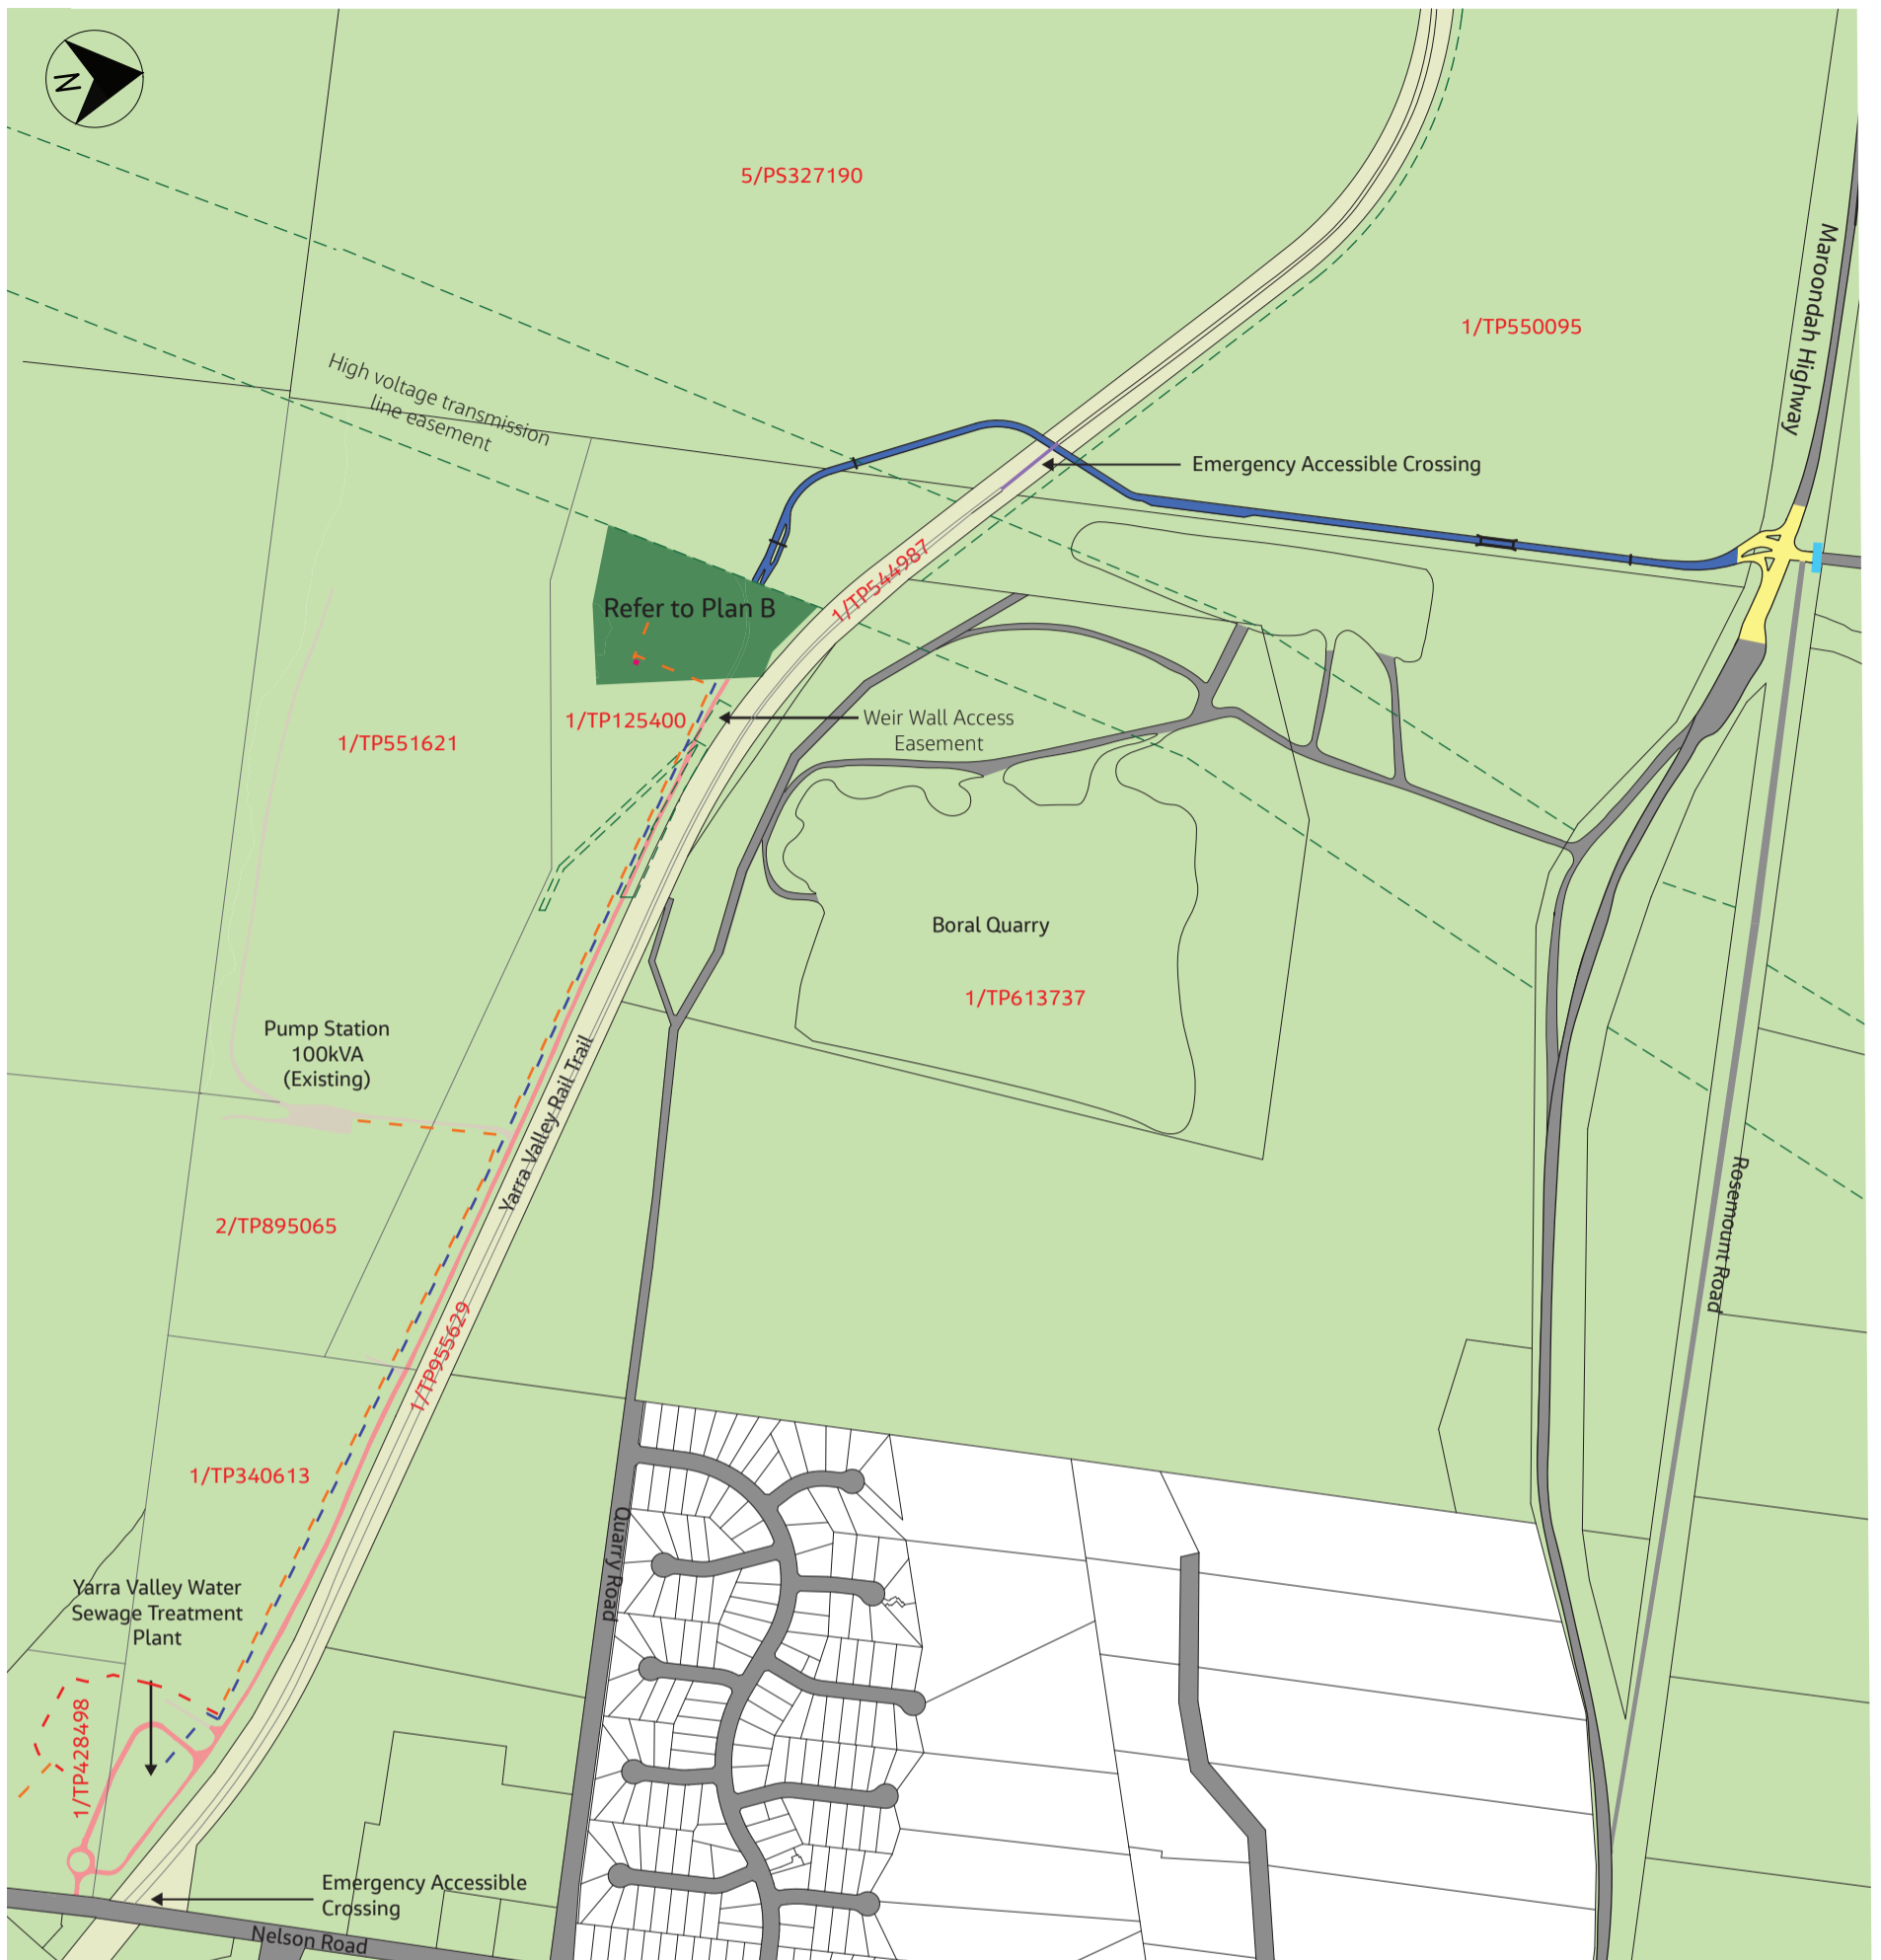 N
5/PS327190
1/TP550095
Maroondah Highway
High voltage transmission
line easement
Emergency Accessible Crossing
1/TP544987
Refer to Plan B
1/TP125400
Weir Wall Access
Easement
1/TP551621
Boral Quarry
1/TP613737
Pump Station
100kVA
(Existing)
Yarra Valley Rail Trail
2/TP895065
Rosemount Road
1/TP955629
1/TP340613
Quarry Road
Yarra Valley Water
Sewage Treatment
Plant
1/TP428498
Emergency Accessible
Crossing
Nelson Road